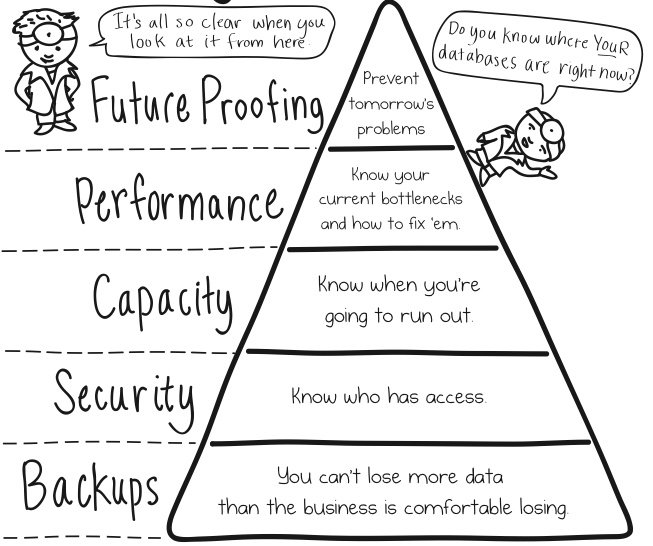 It's all so clear when you
look at it from here.
Do you know where YouR
databases are right now?
Future Proofing
Prevent
tomorrow's
problems
Performance
Know your
current bottlenecks
and how to fix 'em.
Capacity
Know when you're
going to run out.
Security
Know who has access.
Backups
You can't lose more data
than the business is comfortable losing.